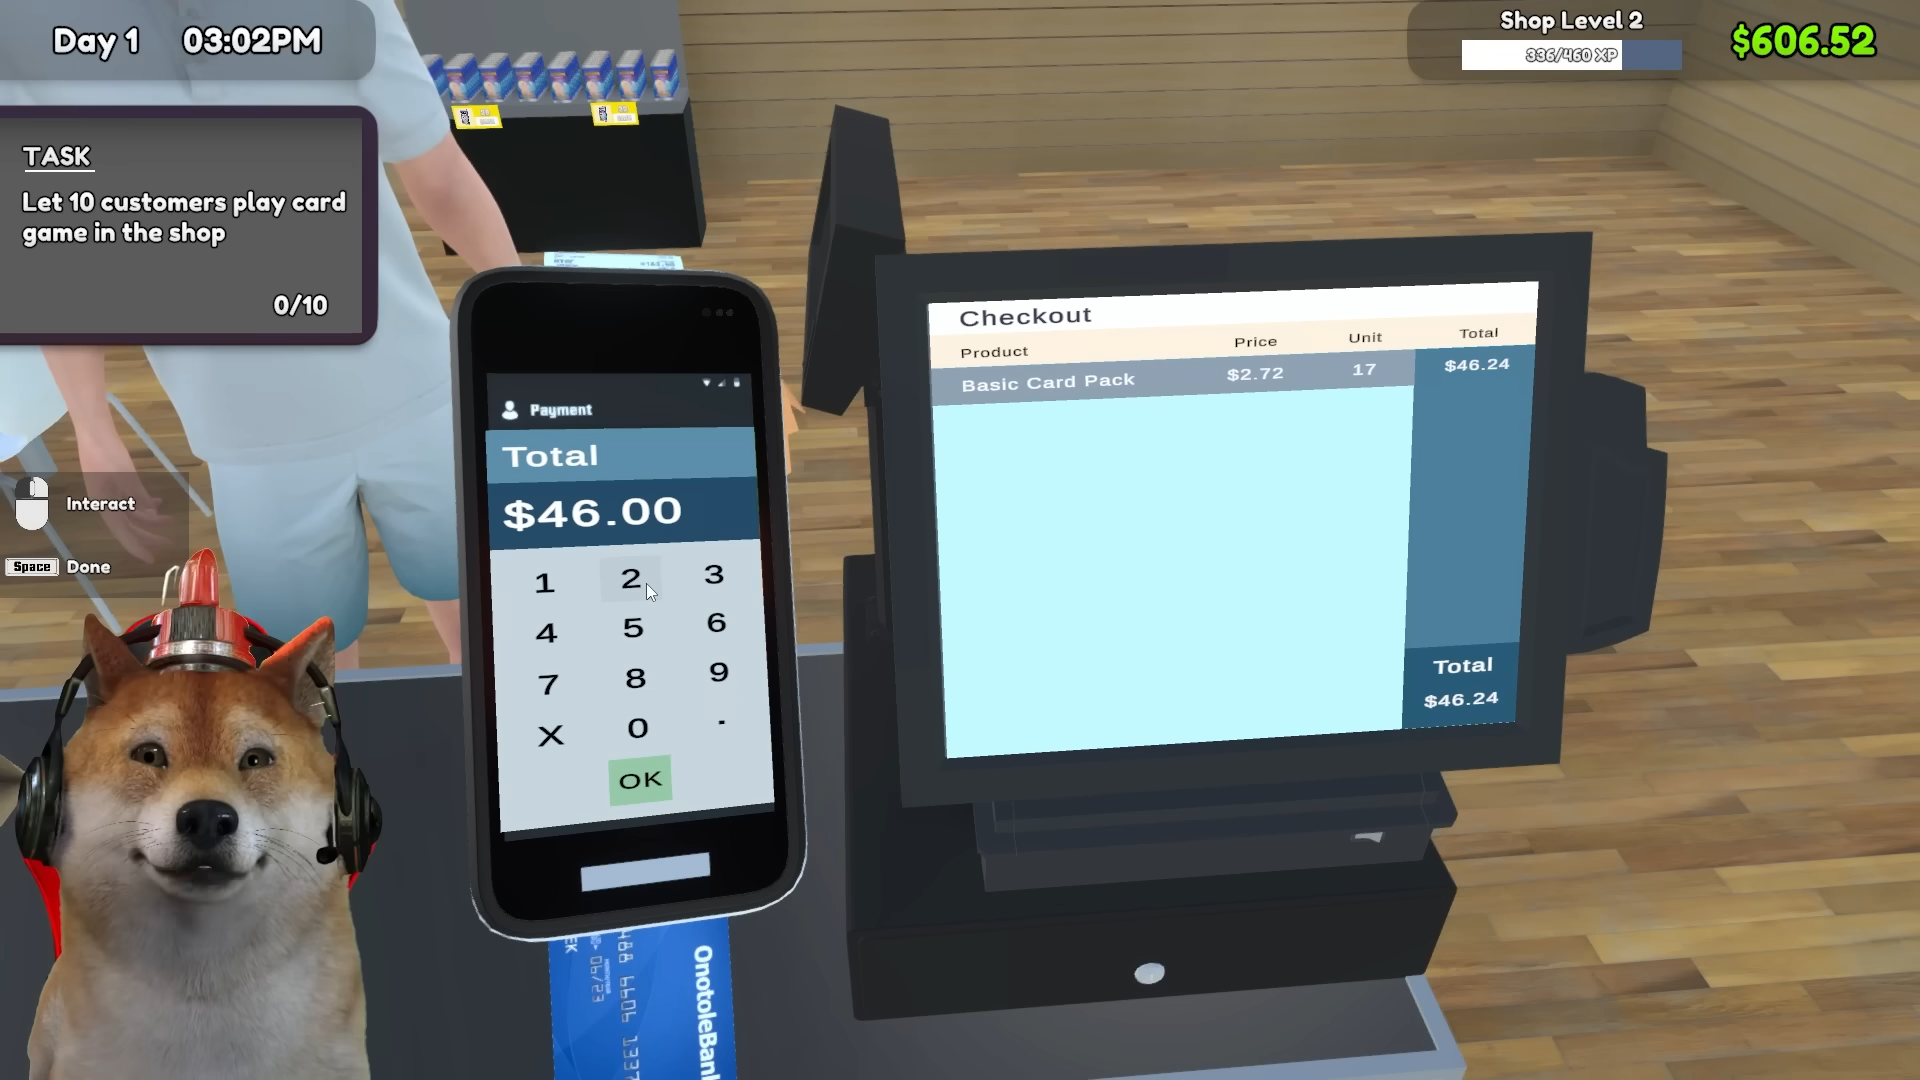 Day 1 03:02PM
Shop Level 2
336/460 XP
$606.52
TASK
Let 10 customers play card
game in the shop
0/10
Interact
Space Done
Payment
Total
$46.00
1 2 3
4 5 6
7 8 9
X 0 .
OK
Checkout
Product Price Unit Total
Basic Card Pack $2.72 17 $46.24
Total
$46.24
OnotoleBank